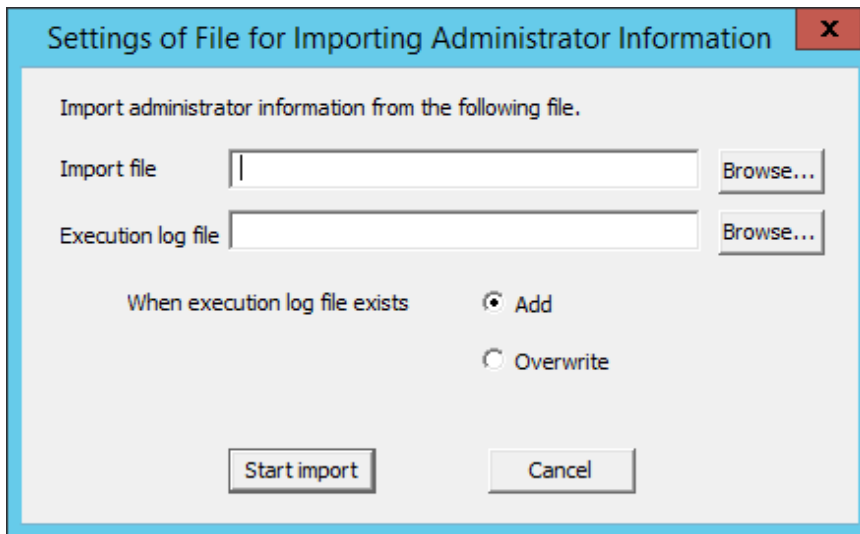 Settings of File for Importing Administrator Information
x
Import administrator information from the following file.
Import file
Browse...
Execution log file
Browse...
When execution log file exists
Add
Overwrite
Start import
Cancel